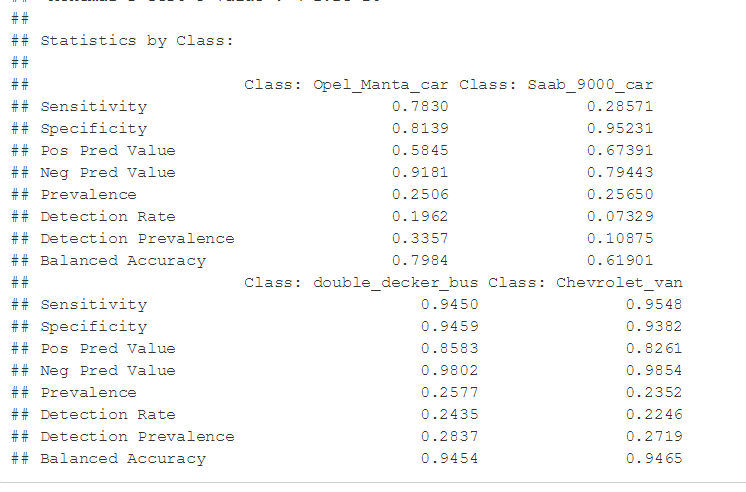 ##
## Statistics by Class:
##
##                      Class: Opel_Manta_car Class: Saab_9000_car
## Sensitivity                         0.7830              0.28571
## Specificity                         0.8139              0.95231
## Pos Pred Value                      0.5845              0.67391
## Neg Pred Value                      0.9181              0.79443
## Prevalence                          0.2506              0.25650
## Detection Rate                      0.1962              0.07329
## Detection Prevalence                0.3357              0.10875
## Balanced Accuracy                   0.7984              0.61901
##                      Class: double_decker_bus Class: Chevrolet_van
## Sensitivity                            0.9450               0.9548
## Specificity                            0.9459               0.9382
## Pos Pred Value                         0.8583               0.8261
## Neg Pred Value                         0.9802               0.9854
## Prevalence                             0.2577               0.2352
## Detection Rate                         0.2435               0.2246
## Detection Prevalence                   0.2837               0.2719
## Balanced Accuracy                      0.9454               0.9465